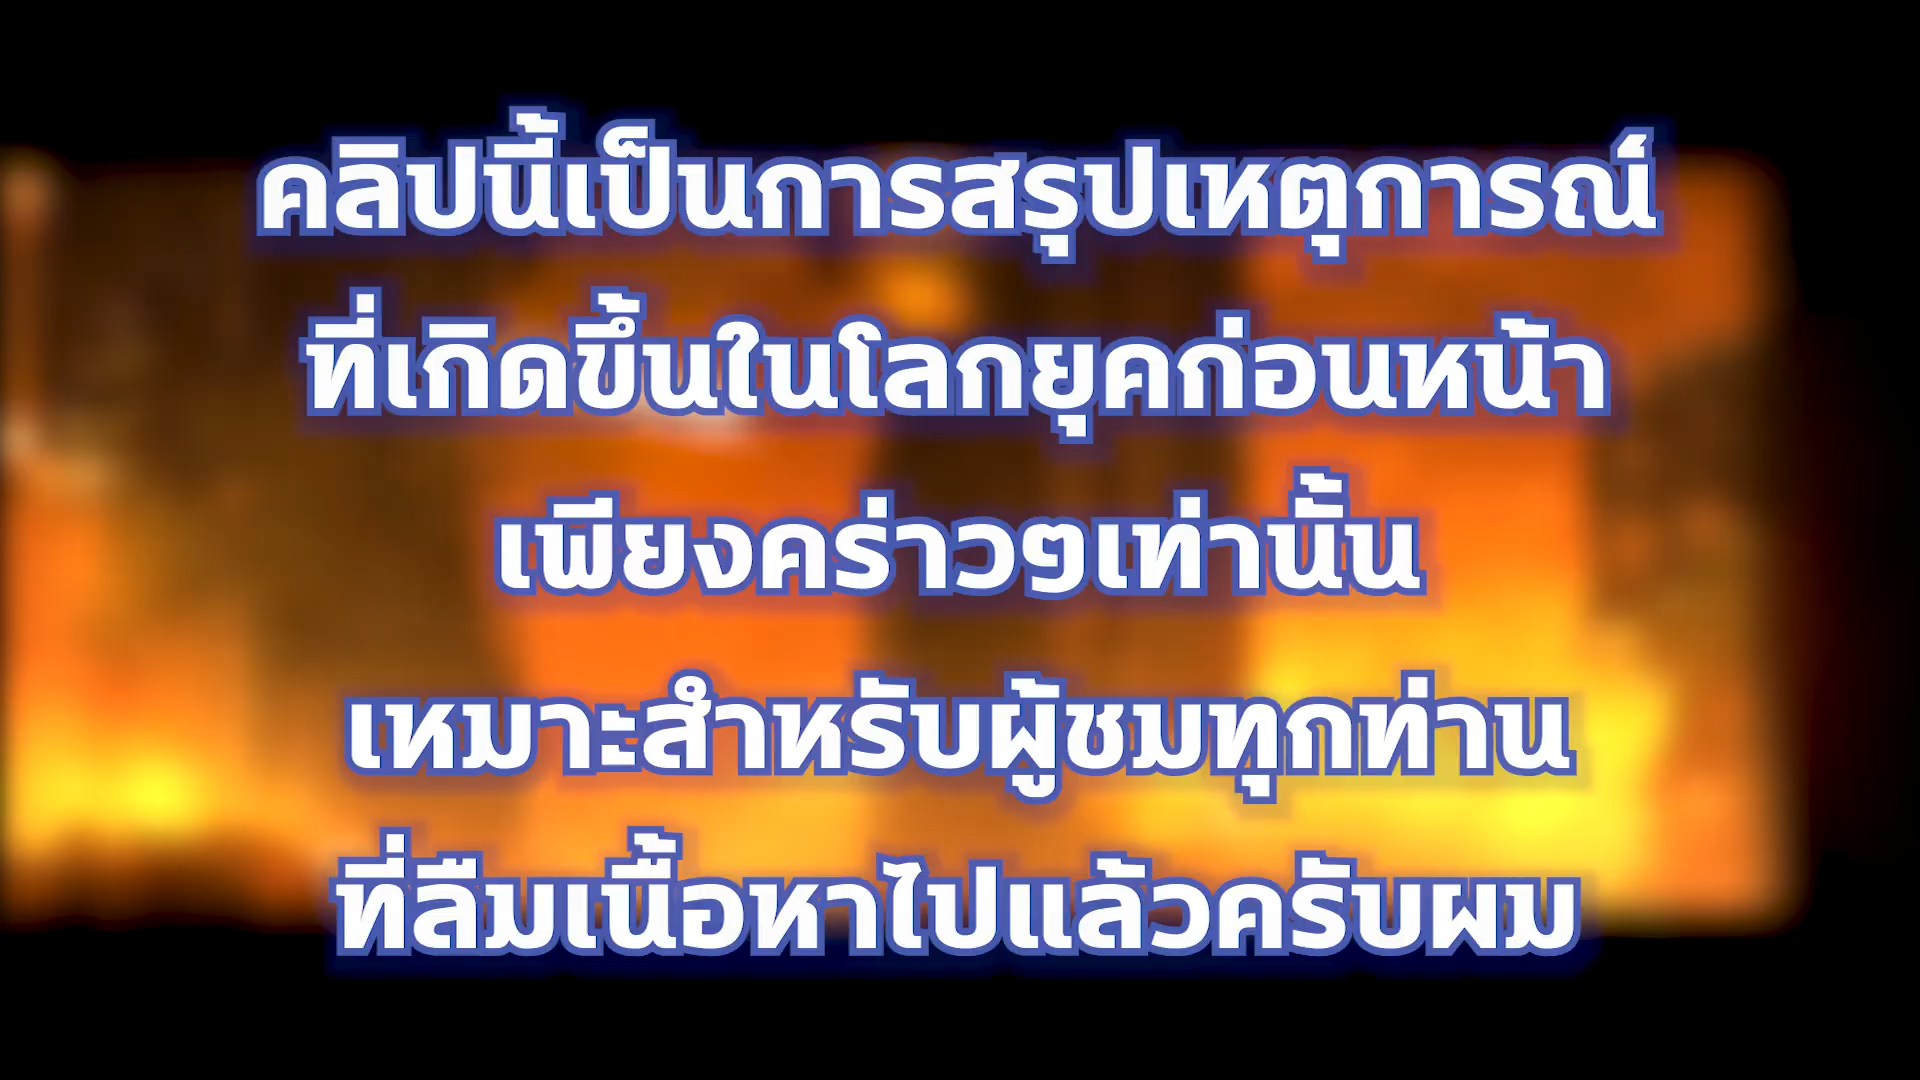 คลิปนี้เป็นการสรุปเหตุการณ์
ที่เกิดขึ้นในโลกยุคก่อนหน้า
เพียงคร่าวๆเท่านั้น
เหมาะสำหรับผู้ชมทุกท่าน
ที่ลืมเนื้อหาไปแล้วครับผม